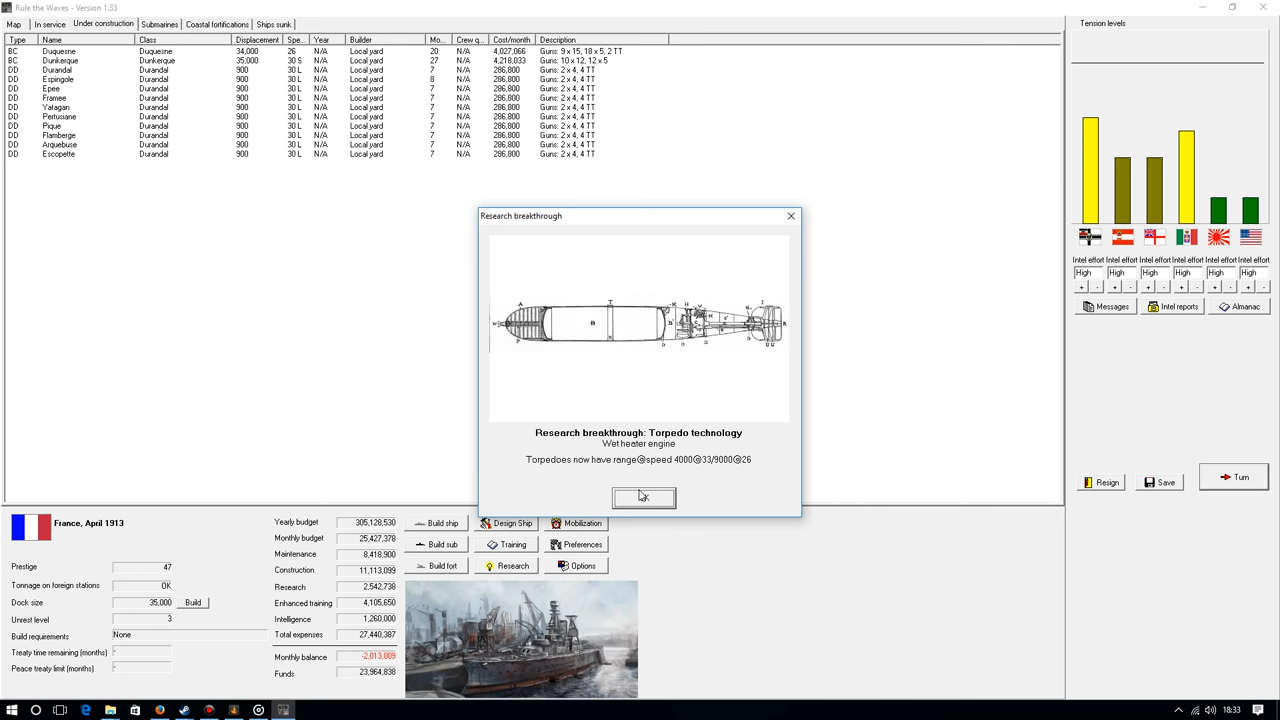 Rule the Waves - Version 1.33
Map In service Under construction Submarines Coastal fortifications Ships sunk
Type Name Class Displacement Spe... Year Builder Mo... Crew q... Cost/month Description
BC Duquesne Duquesne 34,000 26 N/A Local yard 20 N/A 4,027,066 Guns: 9 x 15, 18 x 5, 2 TT
BC Dunkerque Dunkerque 35,000 30 S N/A Local yard 27 N/A 4,218,033 Guns: 10 x 12, 12 x 5
DD Durandal Durandal 900 30 L N/A Local yard 7 N/A 286,800 Guns: 2 x 4, 4 TT
DD Espingole Durandal 900 30 L N/A Local yard 8 N/A 286,800 Guns: 2 x 4, 4 TT
DD Epee Durandal 900 30 L N/A Local yard 7 N/A 286,800 Guns: 2 x 4, 4 TT
DD Framee Durandal 900 30 L N/A Local yard 7 N/A 286,800 Guns: 2 x 4, 4 TT
DD Yatagan Durandal 900 30 L N/A Local yard 7 N/A 286,800 Guns: 2 x 4, 4 TT
DD Pertusiane Durandal 900 30 L N/A Local yard 7 N/A 286,800 Guns: 2 x 4, 4 TT
DD Pique Durandal 900 30 L N/A Local yard 7 N/A 286,800 Guns: 2 x 4, 4 TT
DD Flamberge Durandal 900 30 L N/A Local yard 7 N/A 286,800 Guns: 2 x 4, 4 TT
DD Arquebuse Durandal 900 30 L N/A Local yard 7 N/A 286,800 Guns: 2 x 4, 4 TT
DD Escopette Durandal 900 30 L N/A Local yard 7 N/A 286,800 Guns: 2 x 4, 4 TT
Research breakthrough
Research breakthrough: Torpedo technology
Wet heater engine
Torpedoes now have range@speed 4000@33/9000@26
Tension levels
Intel effort Intel effort Intel effort Intel effort Intel effort Intel effort
High High High High High High
+ - + - + - + - + - + -
Messages Intel reports Almanac
Resign Save Turn
France, April 1913
Prestige 47
Tonnage on foreign stations OK
Dock size 35,000 Build
Unrest level 3
Build requirements None
Treaty time remaining (months) -
Peace treaty limit (months) -
Yearly budget 305,128,530
Monthly budget 25,427,378
Maintenance 8,418,900
Construction 11,113,099
Research 2,542,738
Enhanced training 4,105,650
Intelligence 1,260,000
Total expenses 27,440,387
Monthly balance -2,013,009
Funds 23,964,838
Build ship Design Ship Mobilization
Build sub Training Preferences
Build fort Research Options
18:33